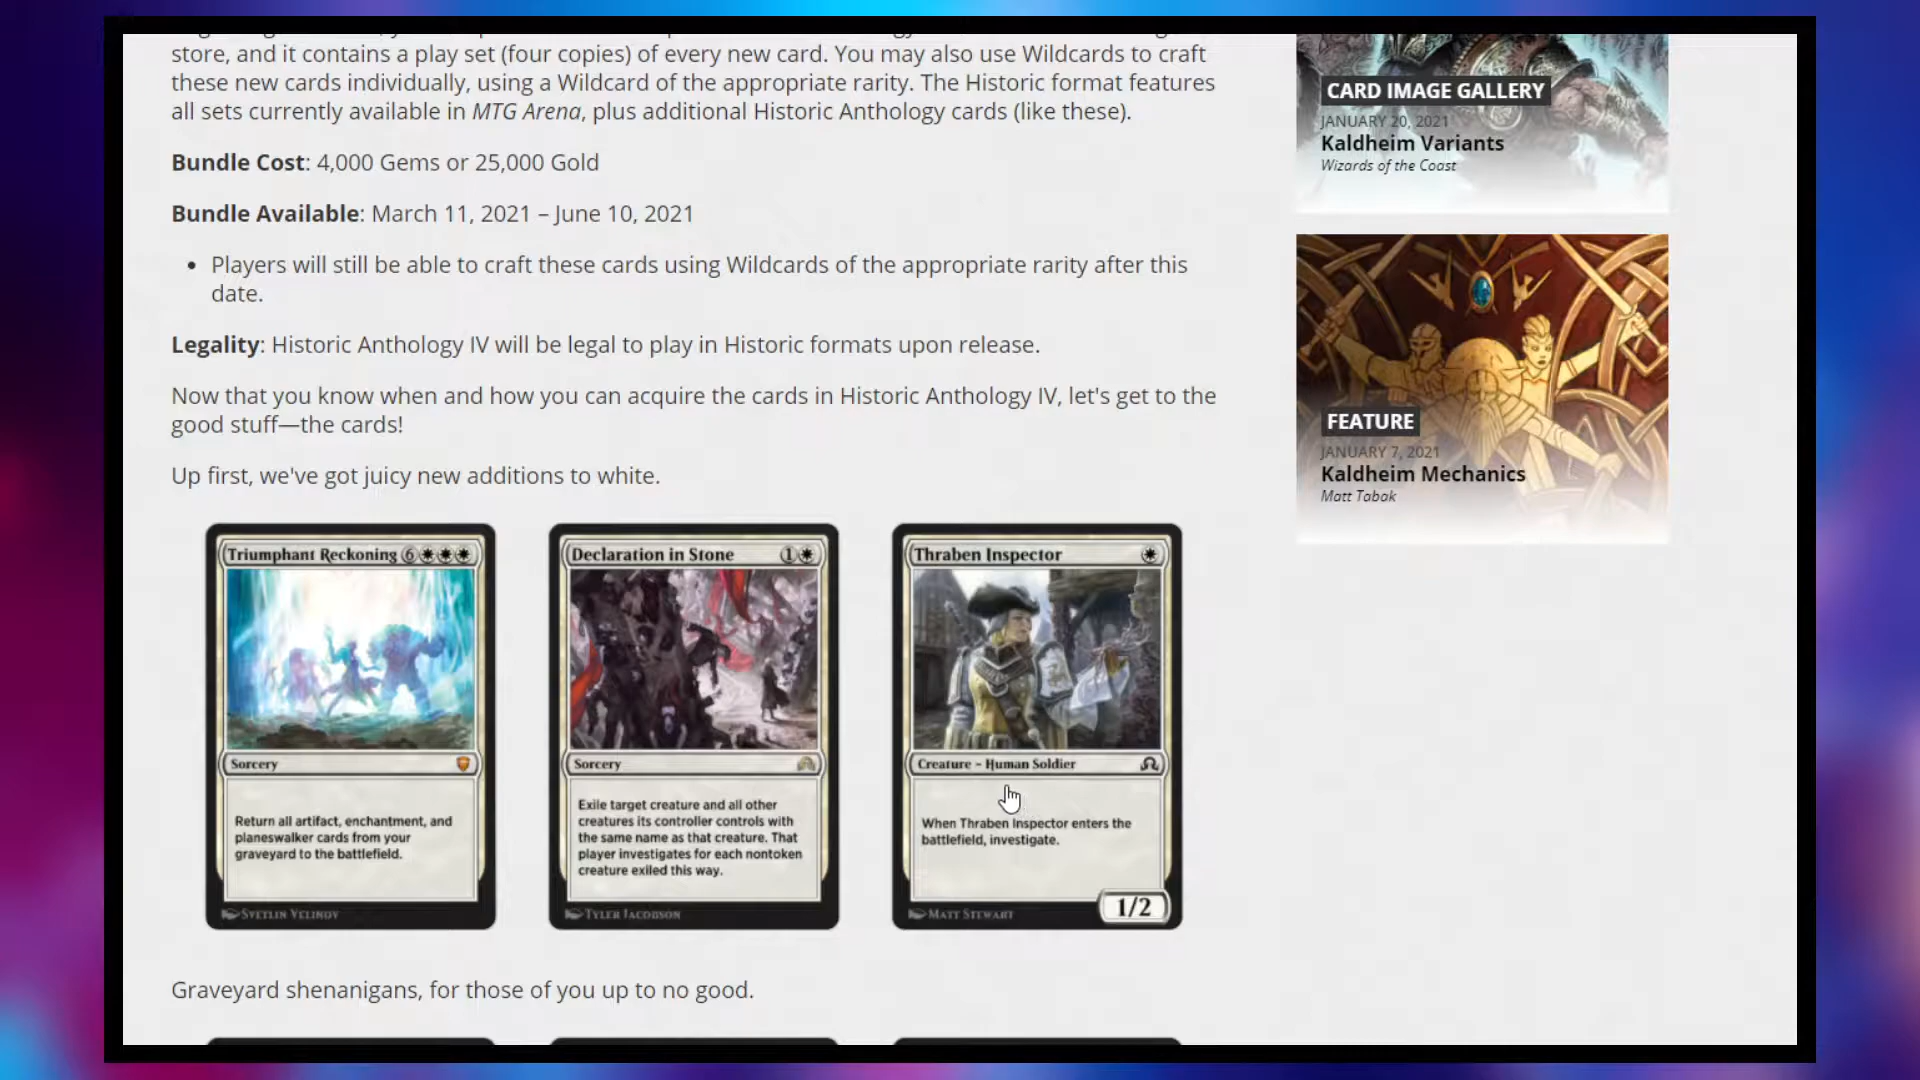 store, and it contains a play set (four copies) of every new card. You may also use Wildcards to craft
these new cards individually, using a Wildcard of the appropriate rarity. The Historic format features
all sets currently available in MTG Arena, plus additional Historic Anthology cards (like these).
Bundle Cost: 4,000 Gems or 25,000 Gold
Bundle Available: March 11, 2021 – June 10, 2021
• Players will still be able to craft these cards using Wildcards of the appropriate rarity after this
date.
Legality: Historic Anthology IV will be legal to play in Historic formats upon release.
Now that you know when and how you can acquire the cards in Historic Anthology IV, let's get to the
good stuff—the cards!
Up first, we've got juicy new additions to white.
Triumphant Reckoning 6
Sorcery
Return all artifact, enchantment, and
planeswalker cards from your
graveyard to the battlefield.
Svetlin Velinov
Declaration in Stone 1
Sorcery
Exile target creature and all other
creatures its controller controls with
the same name as that creature. That
player investigates for each nontoken
creature exiled this way.
Tyler Jacobson
Thraben Inspector
Creature – Human Soldier
When Thraben Inspector enters the
battlefield, investigate.
1/2
Matt Stewart
Graveyard shenanigans, for those of you up to no good.
CARD IMAGE GALLERY
JANUARY 20, 2021
Kaldheim Variants
Wizards of the Coast
FEATURE
JANUARY 7, 2021
Kaldheim Mechanics
Matt Tabak